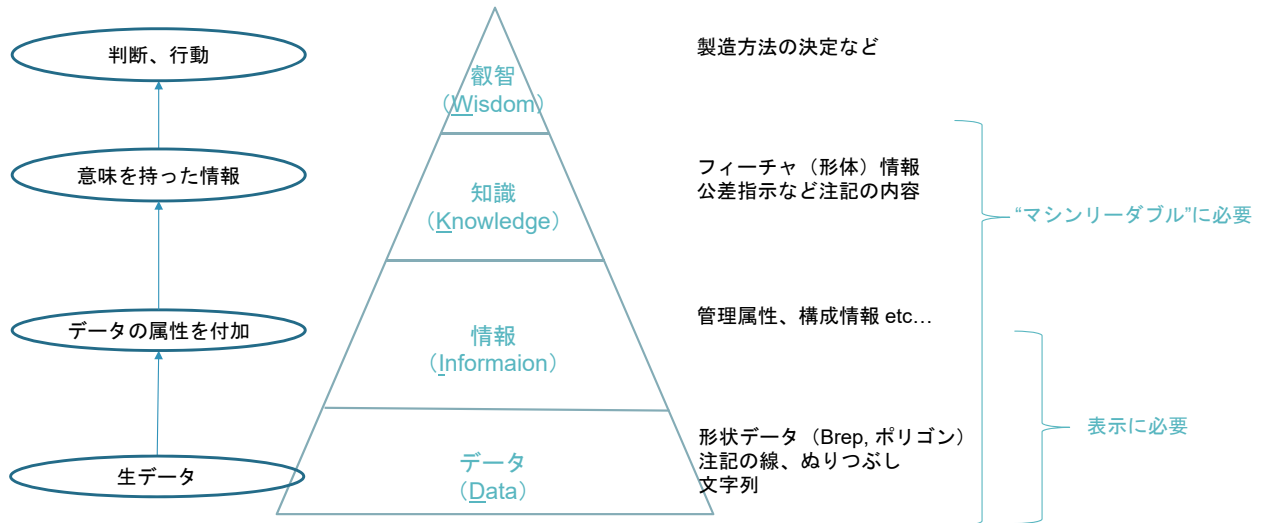 判断、行動
叡智
（Wisdom）
製造方法の決定など
意味を持った情報
知識
（Knowledge）
フィーチャ（形体）情報
公差指示など注記の内容
“マシンリーダブル”に必要
データの属性を付加
情報
（Informaion）
管理属性、構成情報 etc…
表示に必要
生データ
データ
（Data）
形状データ（Brep, ポリゴン）
注記の線、ぬりつぶし
文字列